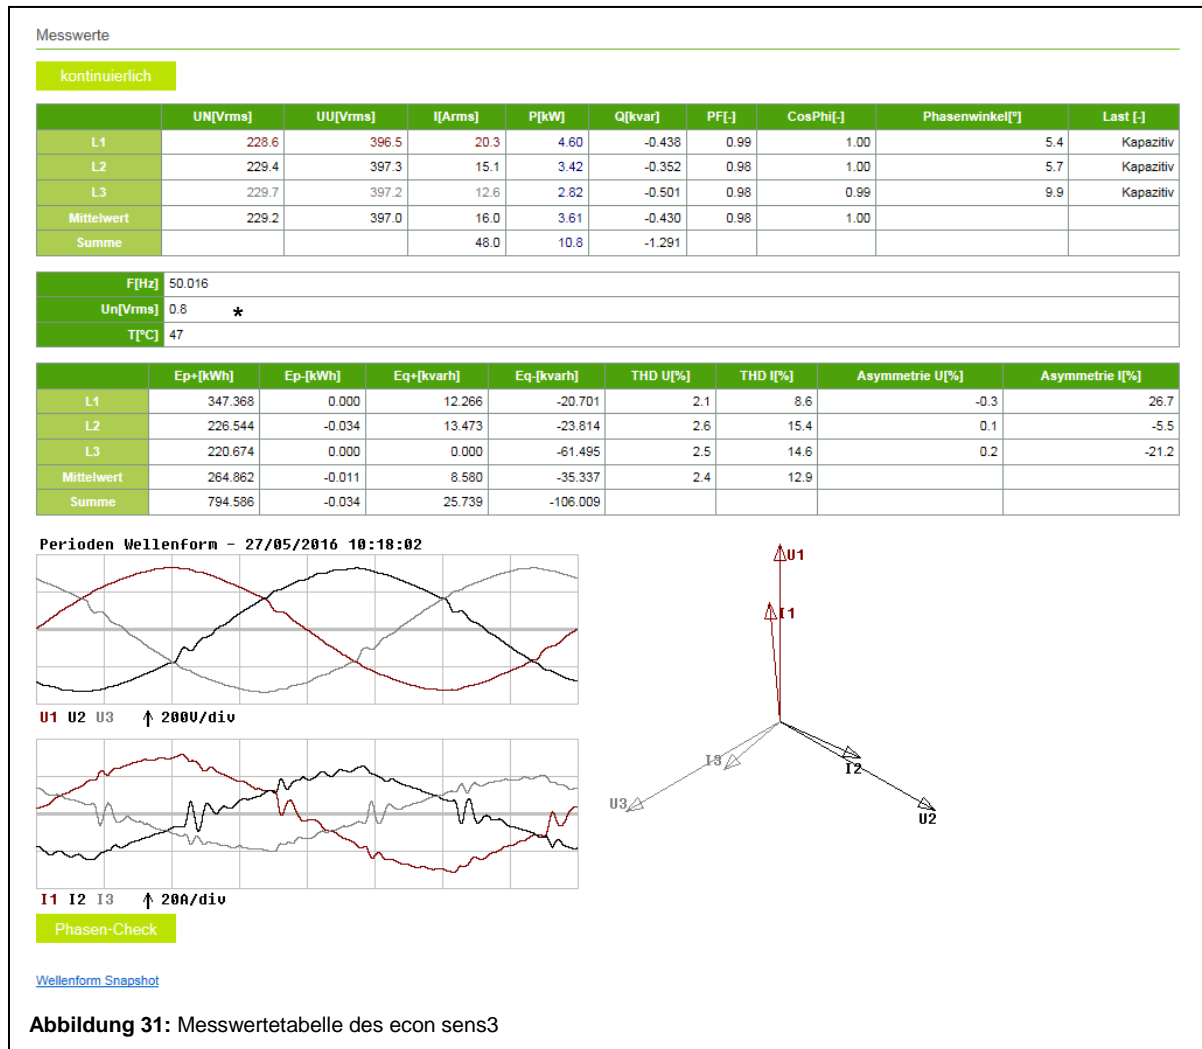 Messwerte
kontinuierlich
UN[Vrms] UU[Vrms] I[Arms] P[kW] Q[kvar] PF[-] CosPhi[-] Phasenwinkel[°] Last [-]
L1 228.6 396.5 20.3 4.60 -0.438 0.99 1.00 5.4 Kapazitiv
L2 229.4 397.3 15.1 3.42 -0.352 0.98 1.00 5.7 Kapazitiv
L3 229.7 397.2 12.6 2.82 -0.501 0.98 0.99 9.9 Kapazitiv
Mittelwert 229.2 397.0 16.0 3.61 -0.430 0.98 1.00
Summe 48.0 10.8 -1.291
F[Hz] 50.016
Un[Vrms] 0.8 *
T[°C] 47
Ep+[kWh] Ep-[kWh] Eq+[kvarh] Eq-[kvarh] THD U[%] THD I[%] Asymmetrie U[%] Asymmetrie I[%]
L1 347.368 0.000 12.266 -20.701 2.1 8.6 -0.3 26.7
L2 226.544 -0.034 13.473 -23.814 2.6 15.4 0.1 -5.5
L3 220.674 0.000 0.000 -61.495 2.5 14.6 0.2 -21.2
Mittelwert 264.862 -0.011 8.580 -35.337 2.4 12.9
Summe 794.586 -0.034 25.739 -106.009
Perioden Wellenform - 27/05/2016 10:18:02
U1 U2 U3 ↑ 200V/div
I1 I2 I3 ↑ 20A/div
U1
I1
I3
I2
U3
U2
Phasen-Check
Wellenform Snapshot
Abbildung 31: Messwertetabelle des econ sens3